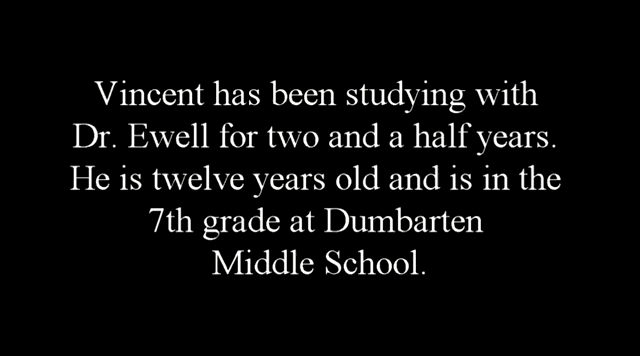 Vincent has been studying with
Dr. Ewell for two and a half years.
He is twelve years old and is in the
7th grade at Dumbarten
Middle School.